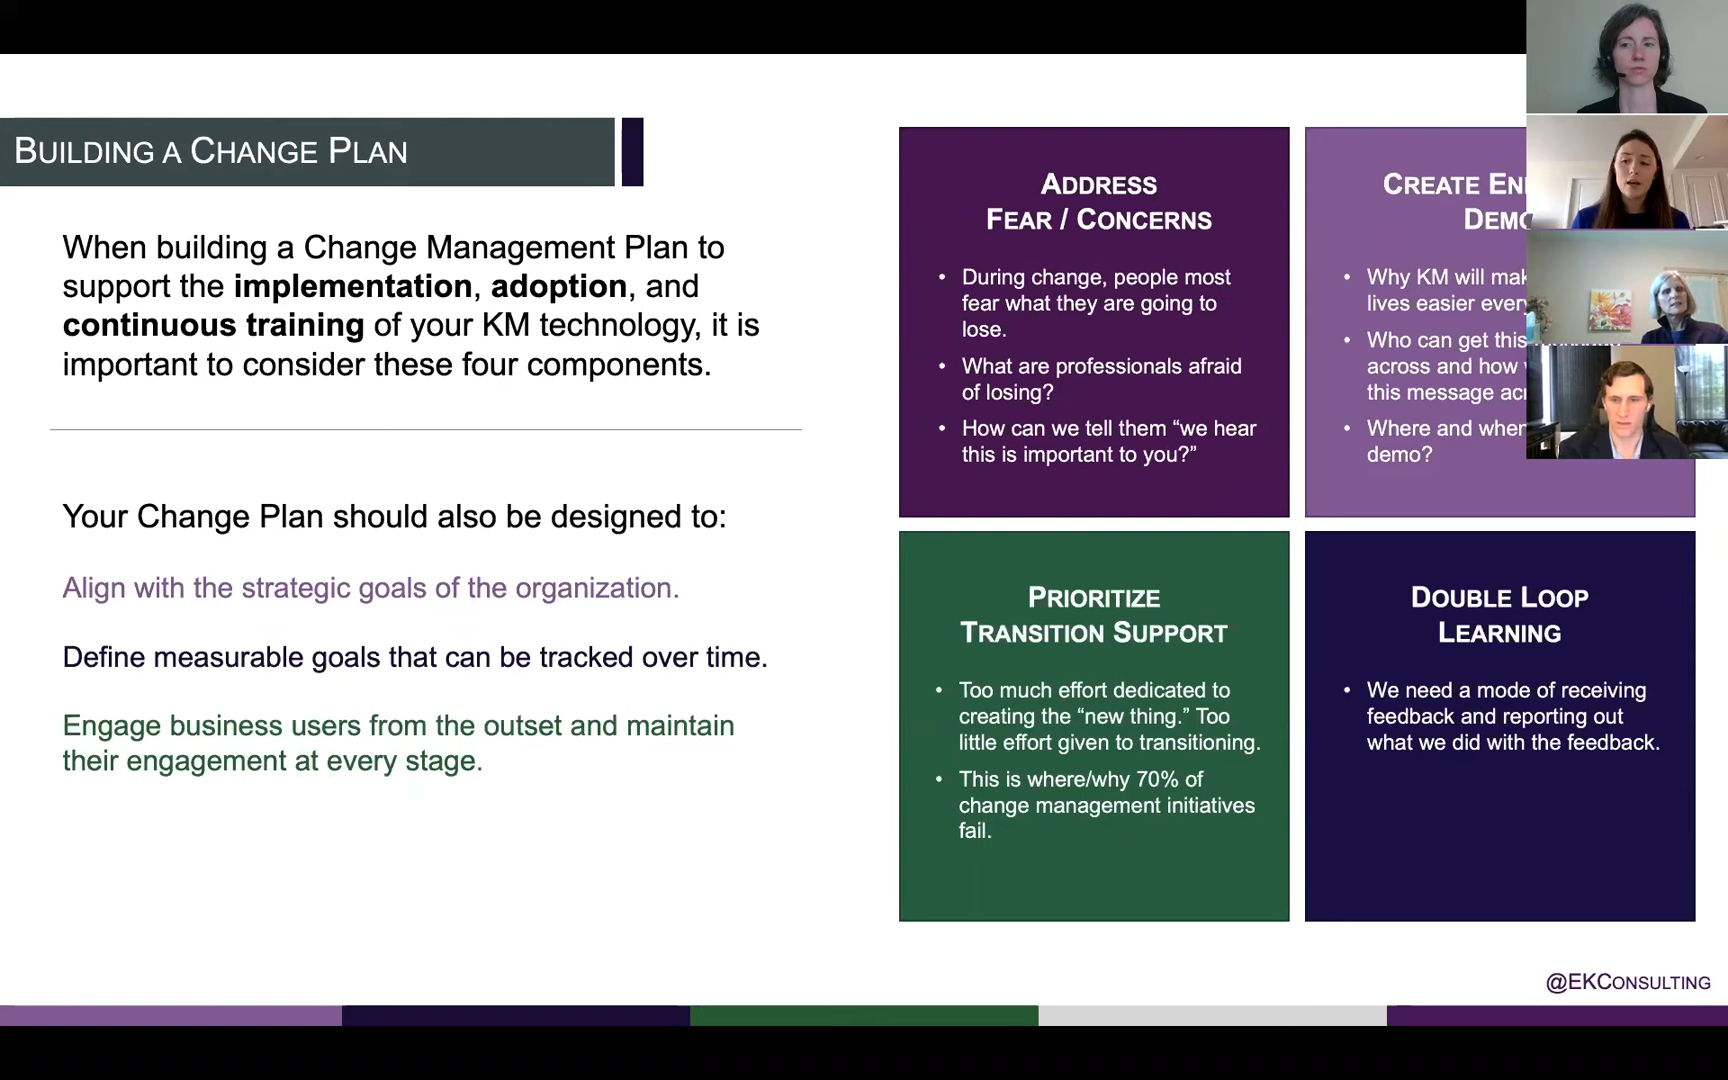 BUILDING A CHANGE PLAN
When building a Change Management Plan to
support the implementation, adoption, and
continuous training of your KM technology, it is
important to consider these four components.
Your Change Plan should also be designed to:
Align with the strategic goals of the organization.
Define measurable goals that can be tracked over time.
Engage business users from the outset and maintain
their engagement at every stage.
ADDRESS
FEAR / CONCERNS
• During change, people most
fear what they are going to
lose.
• What are professionals afraid
of losing?
• How can we tell them “we hear
this is important to you?”
CREATE
• Why KM will
lives easier
• Who can get this
across and how
this message
• Where and when
demo?
PRIORITIZE
TRANSITION SUPPORT
• Too much effort dedicated to
creating the “new thing.” Too
little effort given to transitioning.
• This is where/why 70% of
change management initiatives
fail.
DOUBLE LOOP
LEARNING
• We need a mode of receiving
feedback and reporting out
what we did with the feedback.
@EKCONSULTING